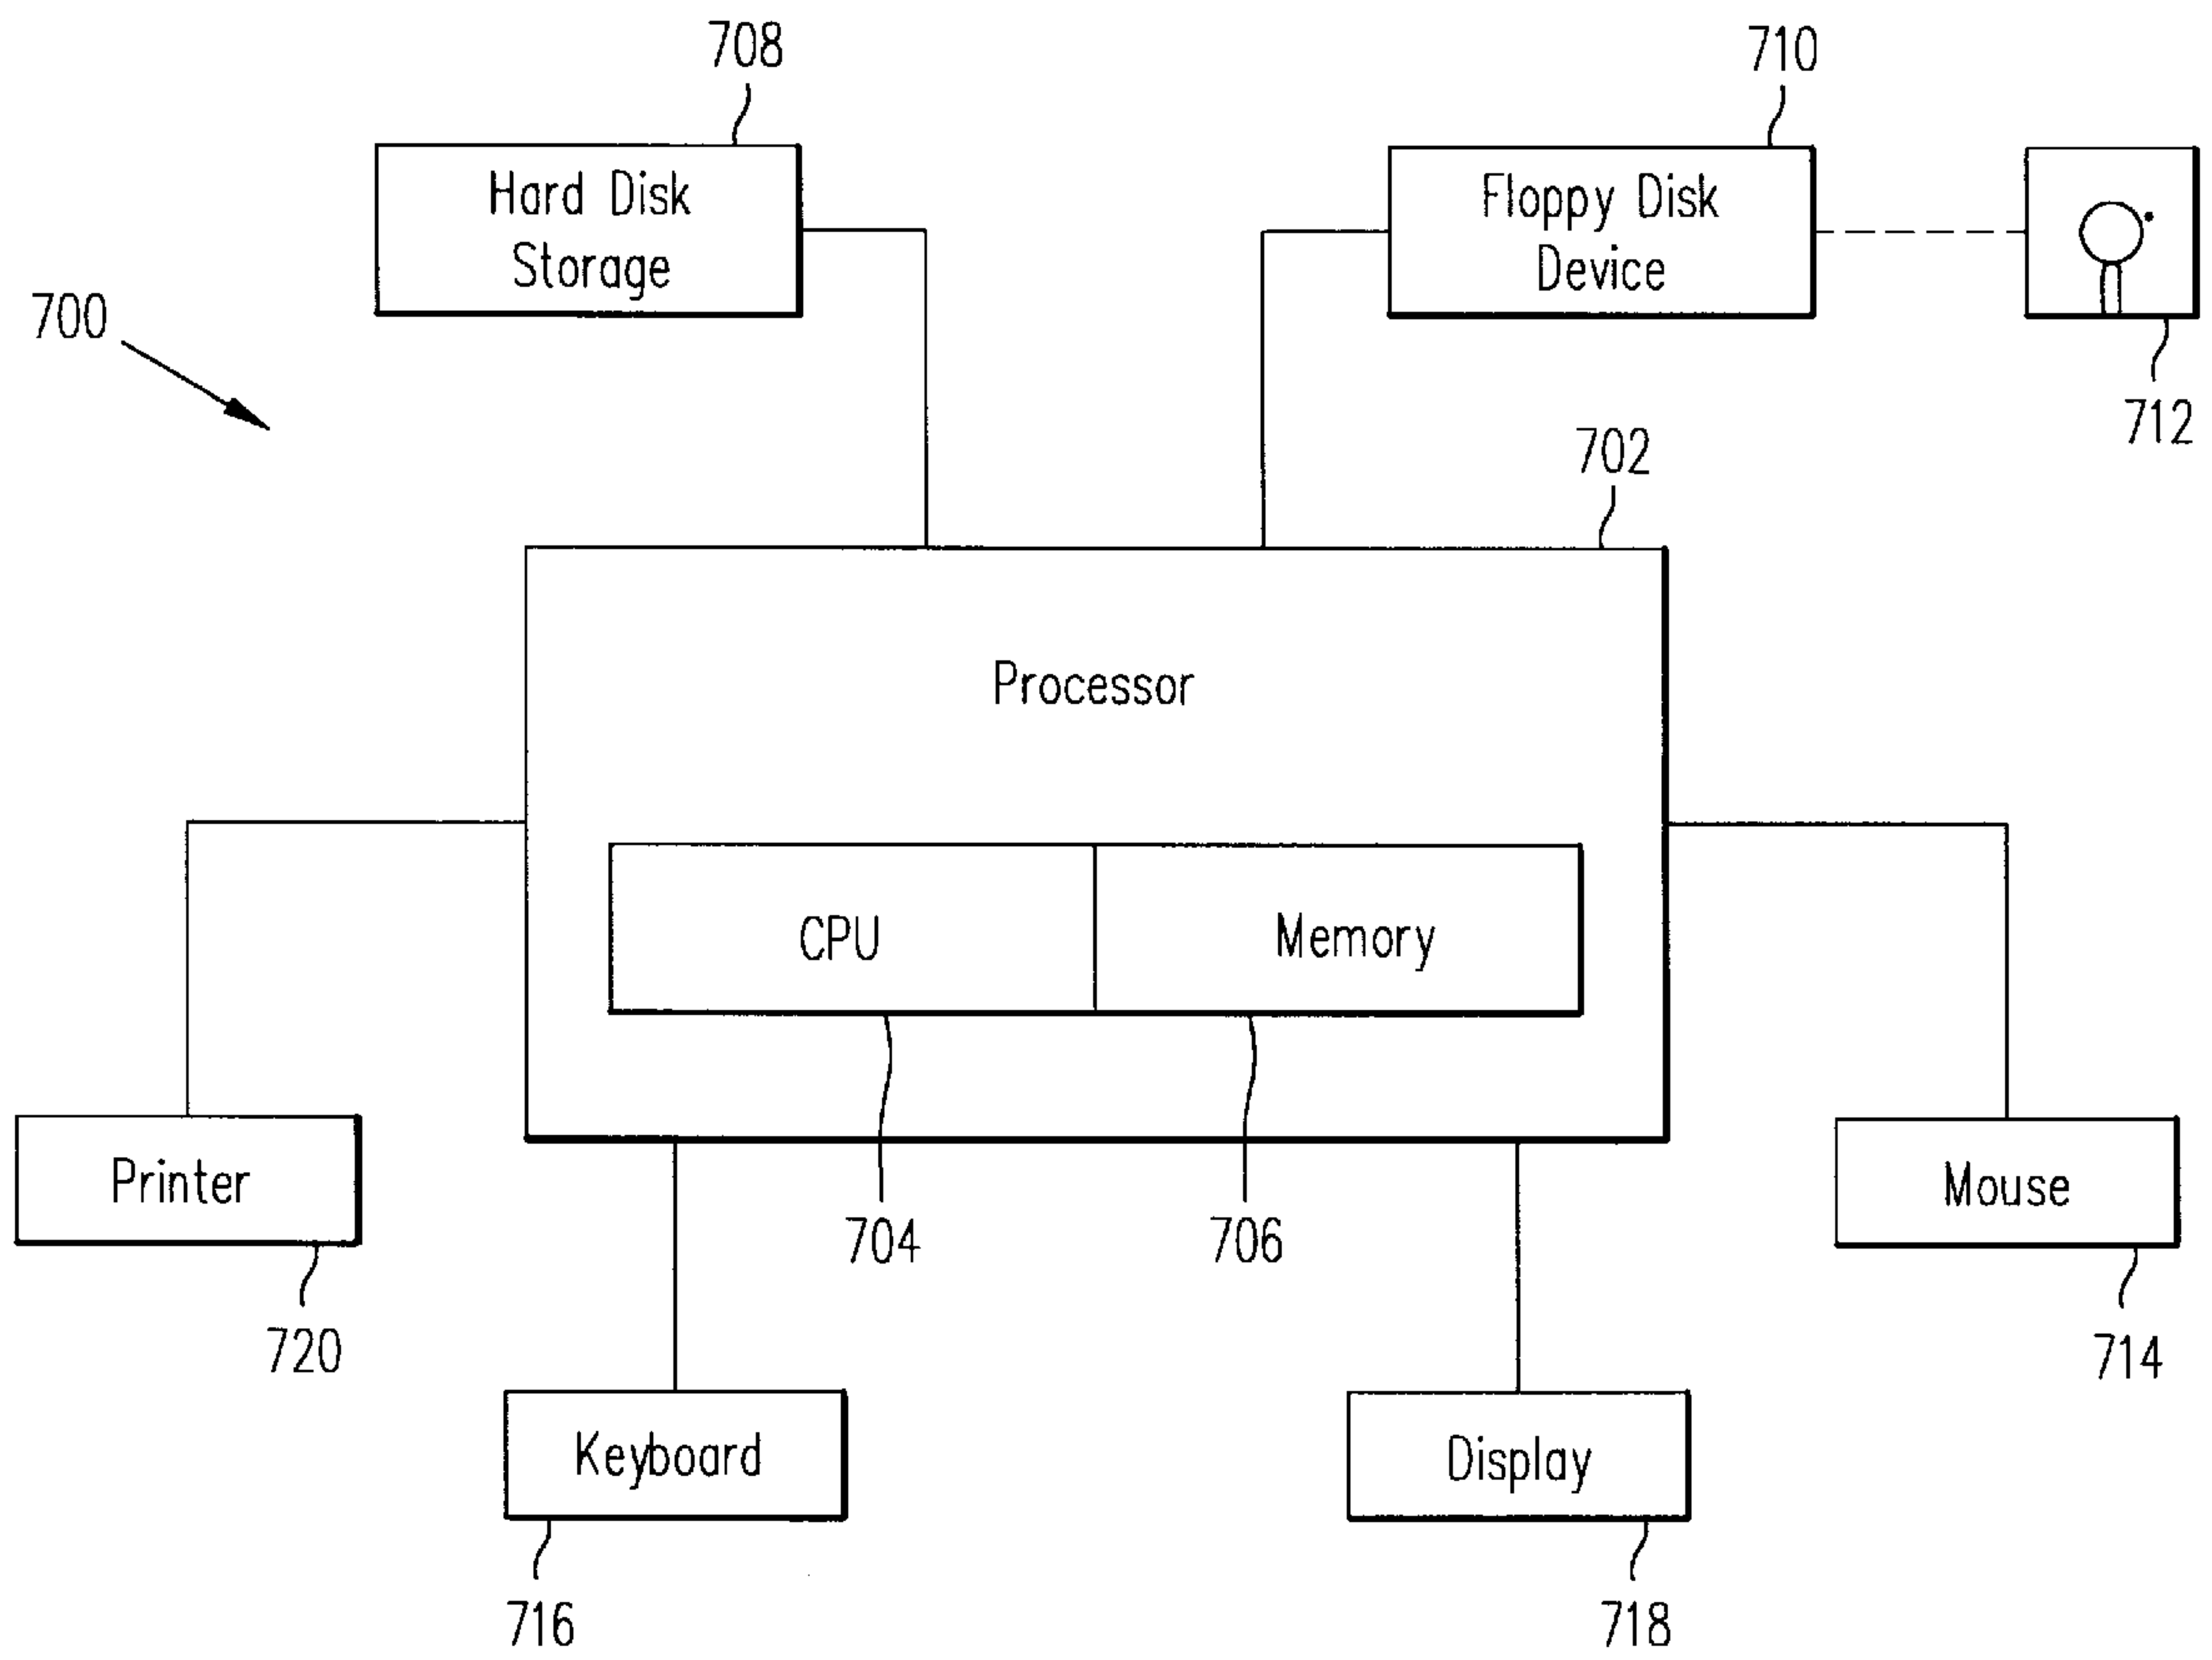 708
710
Hard Disk
Storage
Floppy Disk
Device
700
712
702
Processor
CPU
Memory
Printer
Mouse
704
706
720
714
Keyboard
Display
716
718